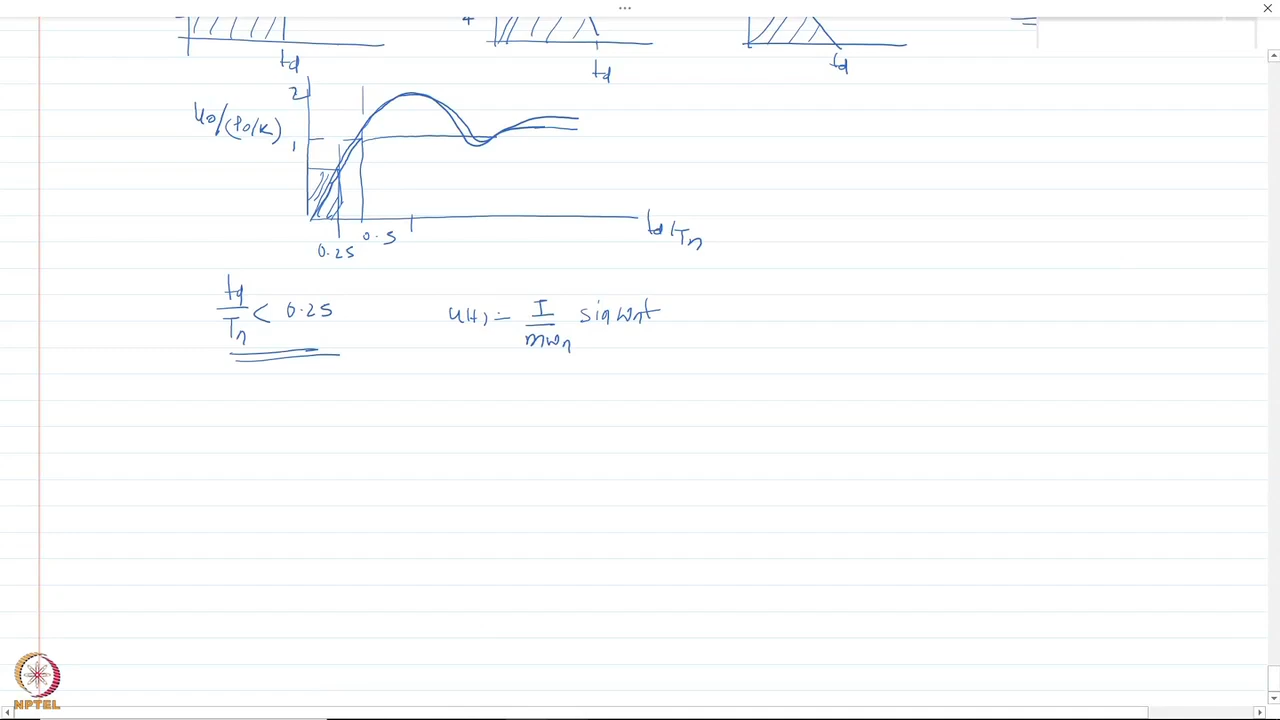 td td td
2
u0/(p0/k)
1
0.25 0.5 td/Tn
td/Tn < 0.25 u(t) = I/mωn sin ωnt
NPTEL